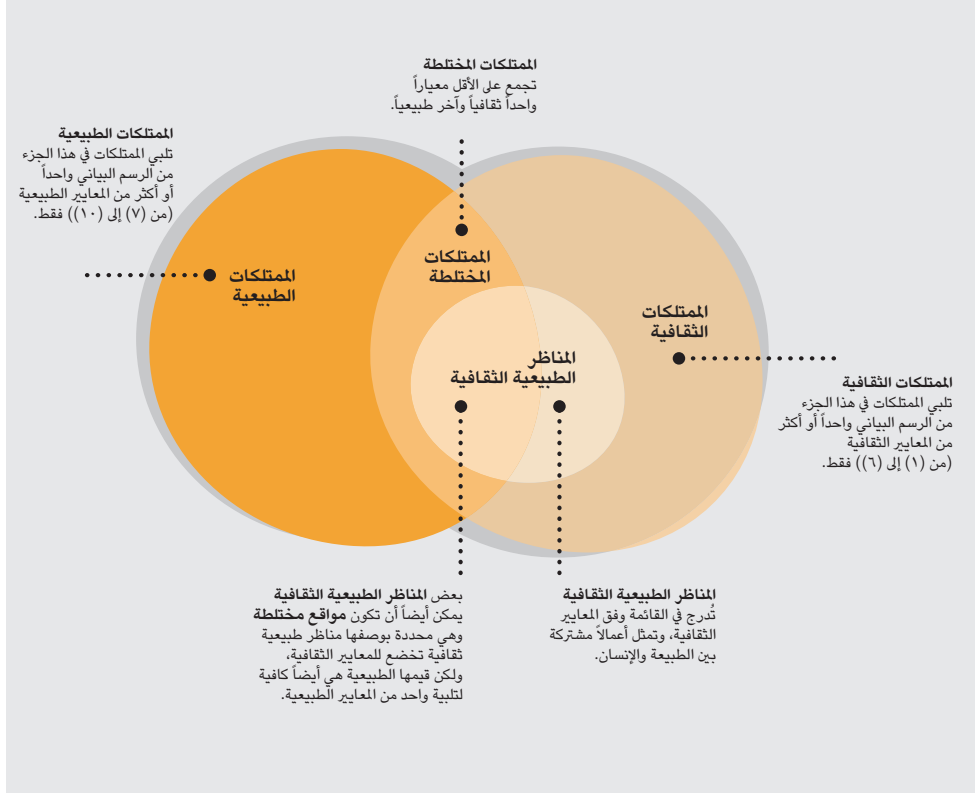 الممتلكات المختلطة
تجمع على الأقل معياراً
واحداً ثقافياً وآخر طبيعياً.
الممتلكات الطبيعية
تلبي الممتلكات في هذا الجزء
من الرسم البياني واحداً
أو أكثر من المعايير الطبيعية
(من (٧) إلى (١٠)) فقط.
الممتلكات
المختلطة
الممتلكات
الطبيعية
الممتلكات
الثقافية
المناظر
الطبيعية الثقافية
الممتلكات الثقافية
تلبي الممتلكات في هذا الجزء
من الرسم البياني واحداً أو أكثر
من المعايير الثقافية
(من (١) إلى (٦)) فقط.
المناظر الطبيعية الثقافية
تُدرج في القائمة وفق المعايير
الثقافية، وتمثل أعمالاً مشتركة
بين الطبيعة والإنسان.
بعض المناظر الطبيعية الثقافية
يمكن أيضاً أن تكون مواقع مختلطة
وهي محددة بوصفها مناظر طبيعية
ثقافية تخضع للمعايير الثقافية،
ولكن قيمها الطبيعية هي أيضاً كافية
لتلبية واحد من المعايير الطبيعية.